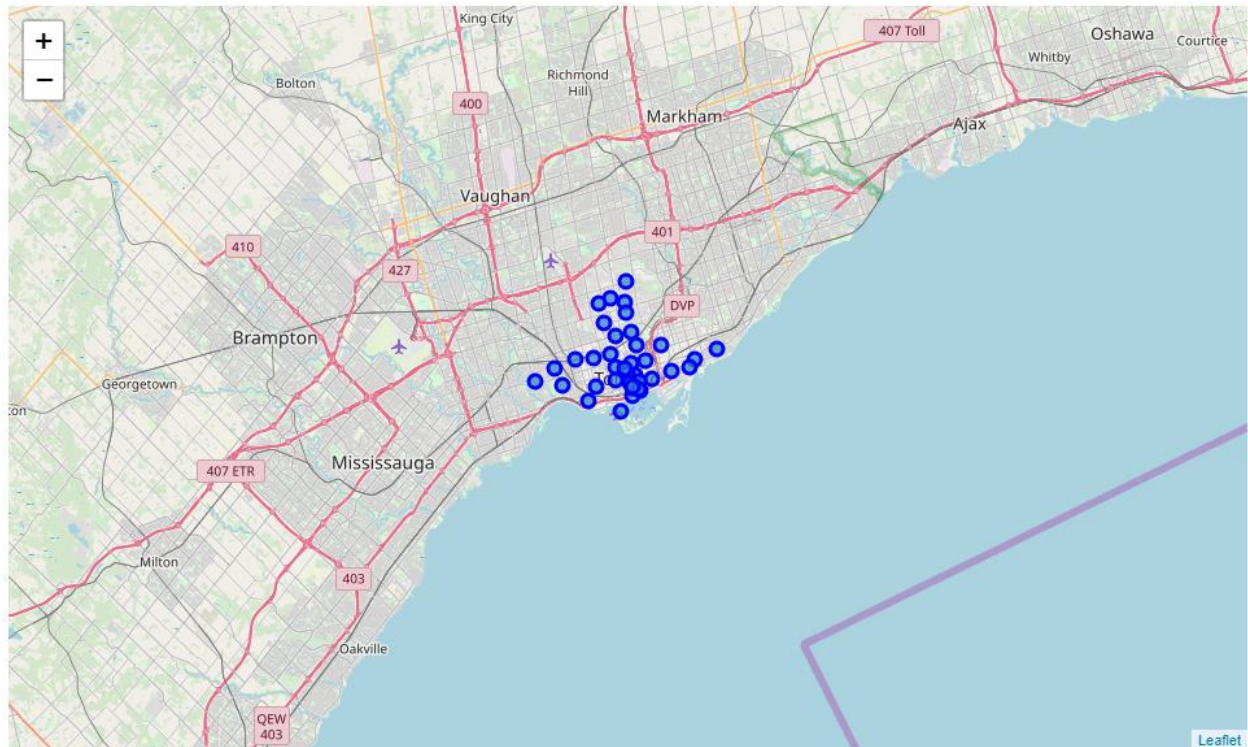 King City
407 Toll
Oshawa
Courtice
Whitby
+
−
Bolton
Richmond
Hill
400
Markham
Ajax
Vaughan
401
410
427
DVP
Brampton
Georgetown
To
Mississauga
407 ETR
Milton
403
Oakville
QEW
403
Leaflet